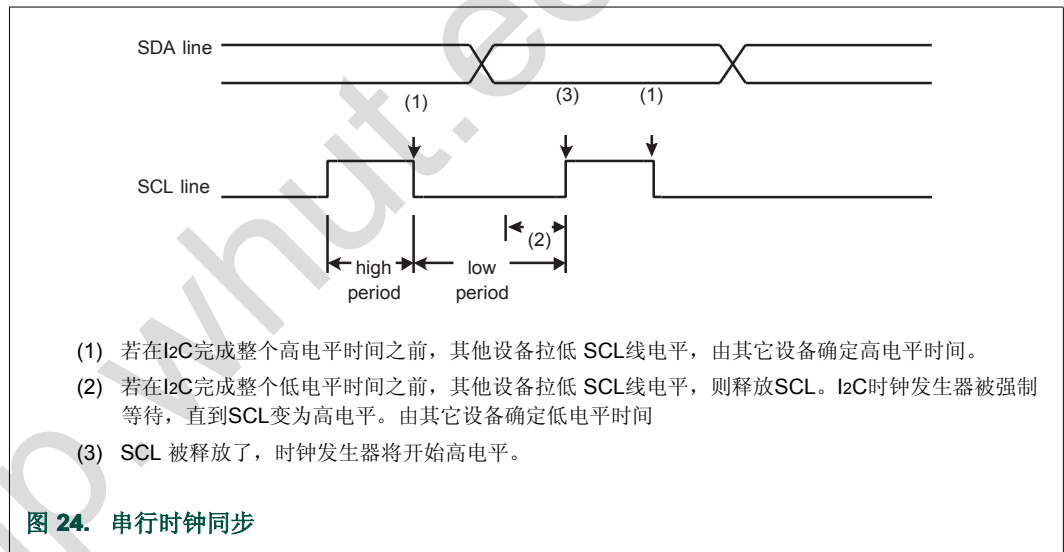 SDA line
(1) (3) (1)
SCL line
(2)
high low
period period
(1) 若在I2C完成整个高电平时间之前，其他设备拉低 SCL线电平，由其它设备确定高电平时间。
(2) 若在I2C完成整个低电平时间之前，其他设备拉低 SCL线电平，则释放SCL。I2C时钟发生器被强制
等待，直到SCL变为高电平。由其它设备确定低电平时间
(3) SCL 被释放了，时钟发生器将开始高电平。
图 24. 串行时钟同步